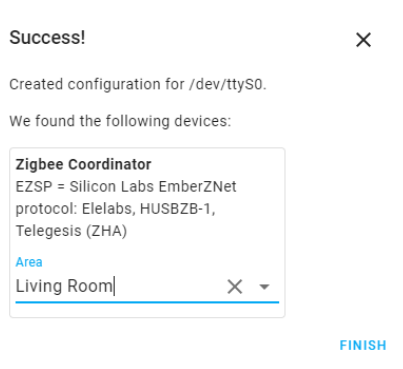 Success!
Created configuration for /dev/ttyS0.
We found the following devices:
Zigbee Coordinator
EZSP = Silicon Labs EmberZNet
protocol: Elelabs, HUSBZB-1,
Telegesis (ZHA)
Area
Living Room
FINISH